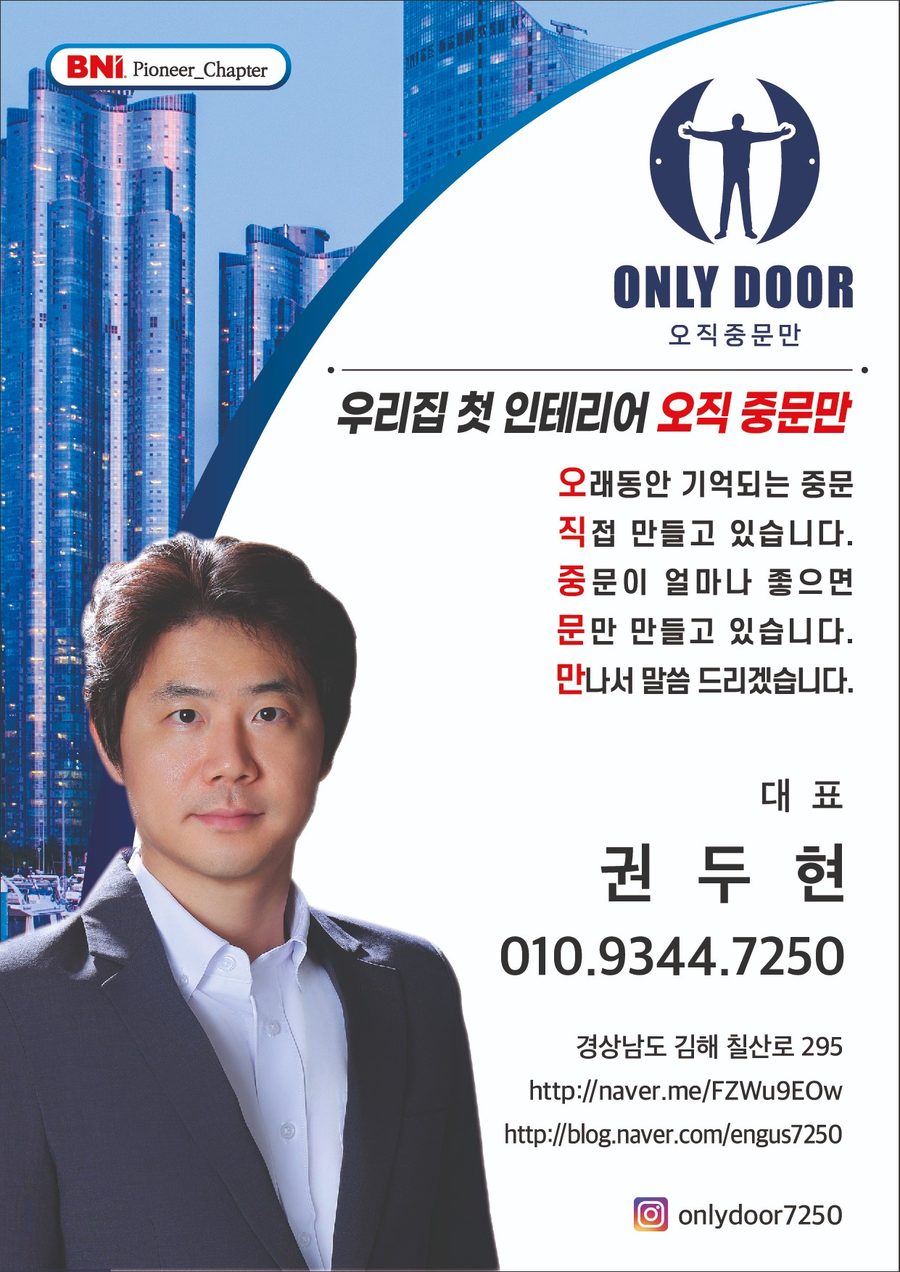 BNI. Pioneer_Chapter
ONLY DOOR
오직중문만
우리집 첫 인테리어 오직 중문만
오래동안 기억되는 중문
직접 만들고 있습니다.
중문이 얼마나 좋으면
문만 만들고 있습니다.
만나서 말씀 드리겠습니다.
대 표
권 두 현
010.9344.7250
경상남도 김해 칠산로 295
http://naver.me/FZWu9EOw
http://blog.naver.com/engus7250
onlydoor7250